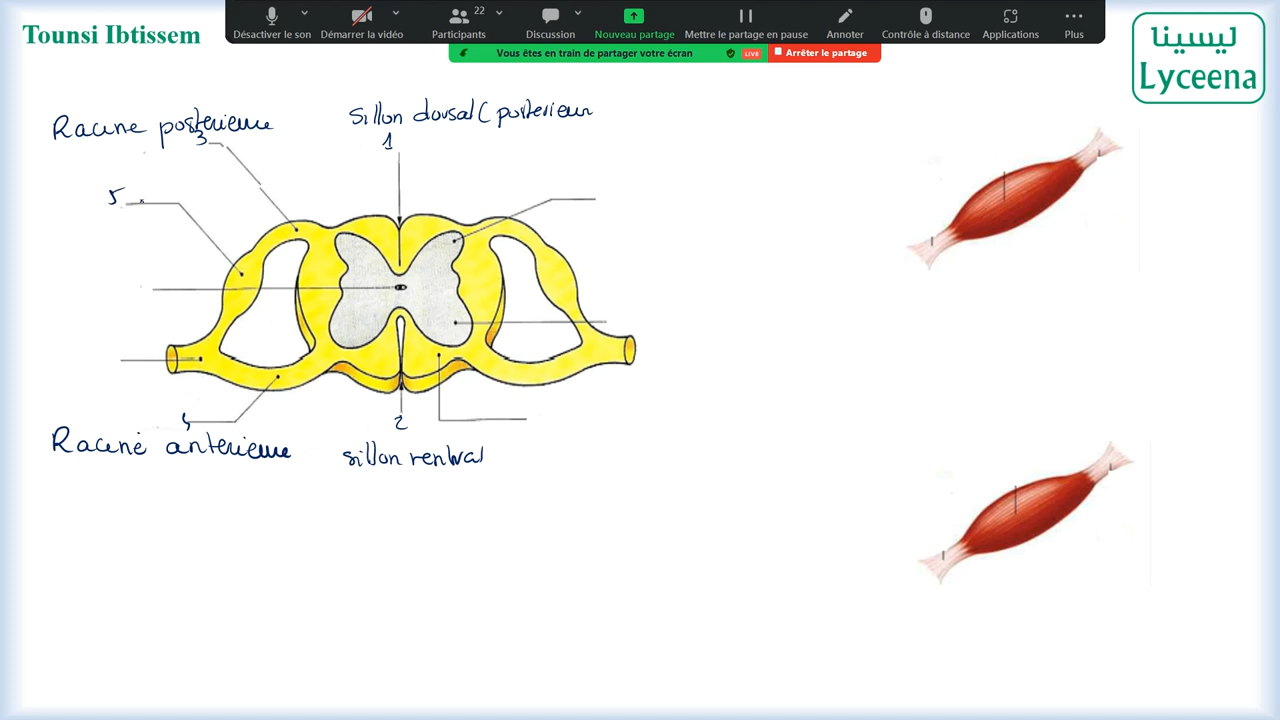 Tounsi Ibtissem
Désactiver le son
Démarrer la vidéo
Participants
22
Discussion
Nouveau partage
Mettre le partage en pause
Annoter
Contrôle à distance
Applications
Plus
Vous êtes en train de partager votre écran
LIVE
Arrêter le partage
ليسينا
Lyceena
Racine posterieure
3
Sillon dorsal ( posterieur
1
5
2
Racine anterieure
sillon ventral